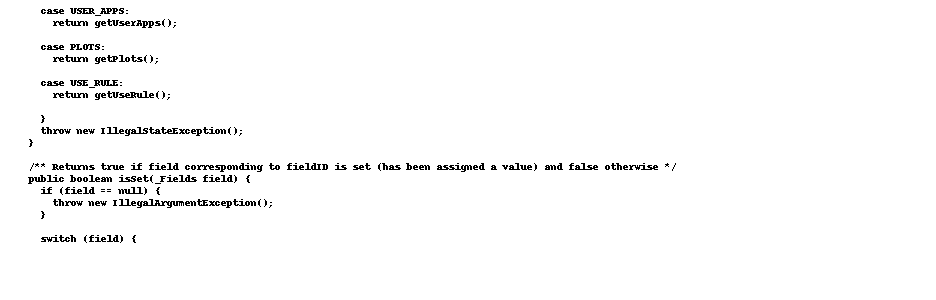 case USER_APPS:
return getUserApps();
case PLOTS:
return getPlots();
case USE_RULE:
return getUseRule();
}
throw new IllegalStateException();
}
/** Returns true if field corresponding to fieldID is set (has been assigned a value) and false otherwise */
public boolean isSet(_Fields field) {
if (field == null) {
throw new IllegalArgumentException();
}
switch (field) {